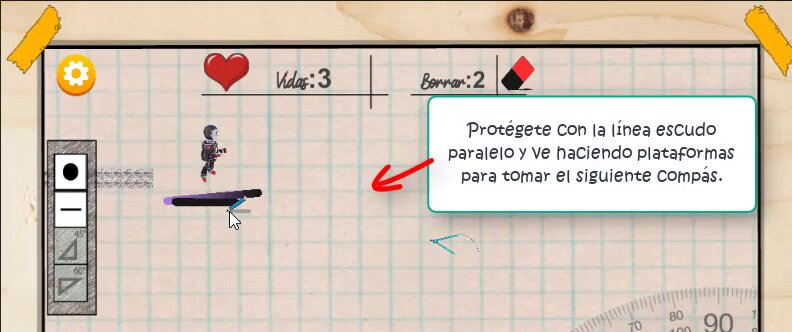 Vidas:3
Borrar:2
Protégete con la línea escudo
paralelo y ve haciendo plataformas
para tomar el siguiente compás.
45°
60°
70
80
90